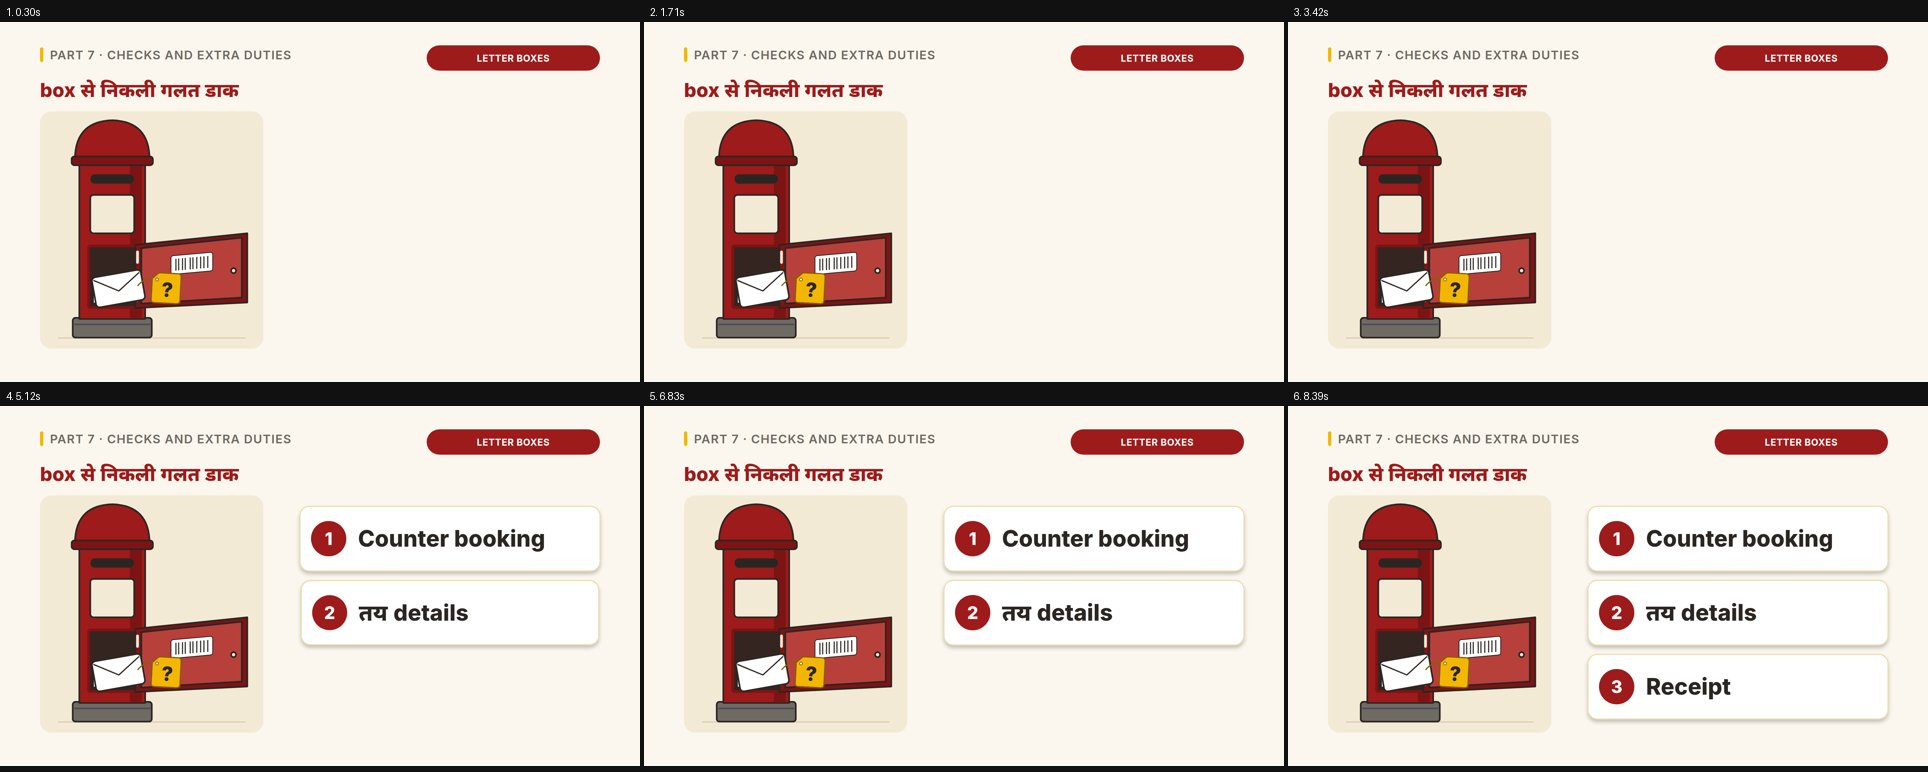 1. 0.30s
PART 7 · CHECKS AND EXTRA DUTIES
LETTER BOXES
box से निकली गलत डाक
?
2. 1.71s
PART 7 · CHECKS AND EXTRA DUTIES
LETTER BOXES
box से निकली गलत डाक
?
3. 3.42s
PART 7 · CHECKS AND EXTRA DUTIES
LETTER BOXES
box से निकली गलत डाक
?
4. 5.12s
PART 7 · CHECKS AND EXTRA DUTIES
LETTER BOXES
box से निकली गलत डाक
?
1 Counter booking
2 तय details
5. 6.83s
PART 7 · CHECKS AND EXTRA DUTIES
LETTER BOXES
box से निकली गलत डाक
?
1 Counter booking
2 तय details
6. 8.39s
PART 7 · CHECKS AND EXTRA DUTIES
LETTER BOXES
box से निकली गलत डाक
?
1 Counter booking
2 तय details
3 Receipt